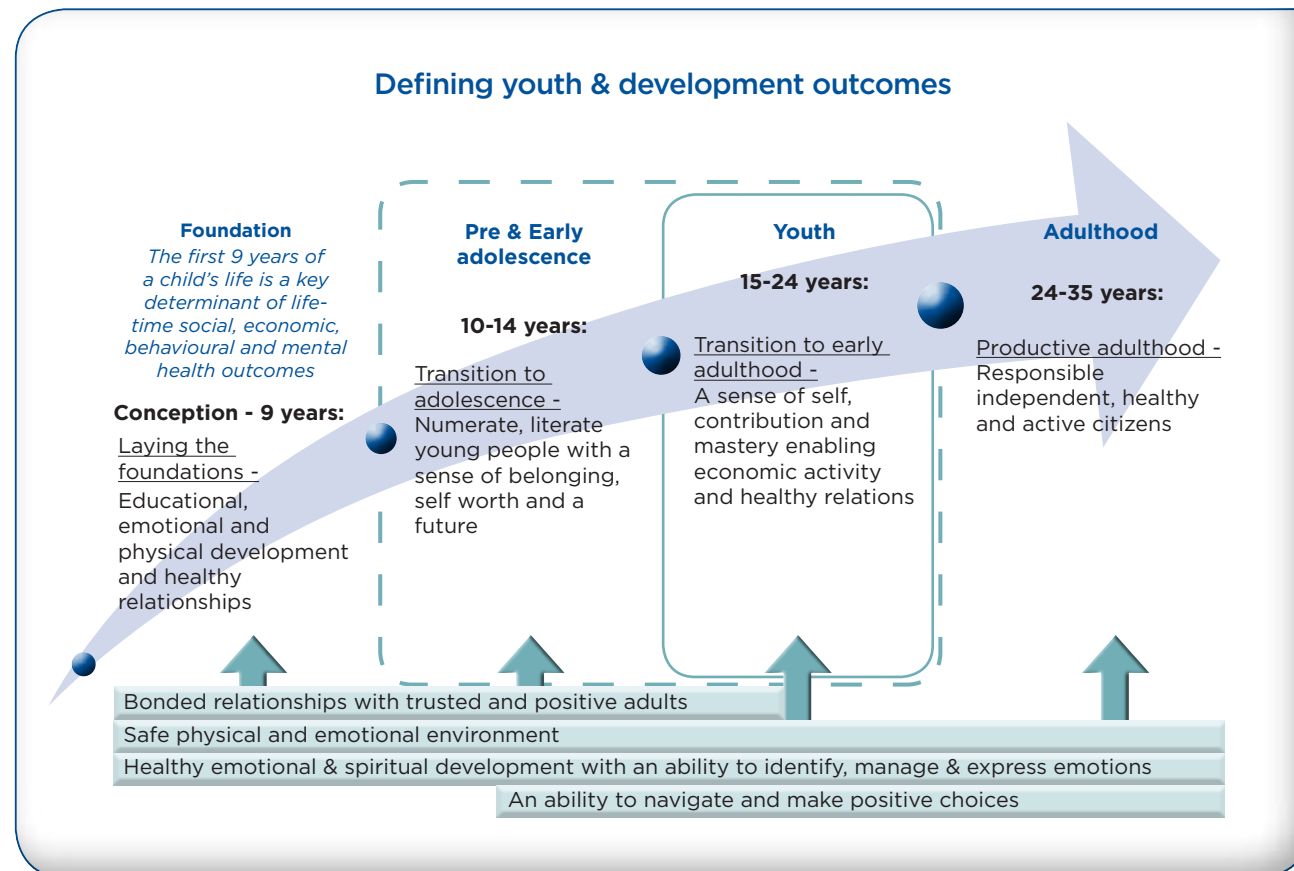 Defining youth & development outcomes
Foundation
The first 9 years of
a child's life is a key
determinant of life-
time social, economic,
behavioural and mental
health outcomes
Conception - 9 years:
Laying the
foundations -
Educational,
emotional and
physical development
and healthy
relationships
Pre & Early
adolescence
10-14 years:
Transition to
adolescence -
Numerate, literate
young people with a
sense of belonging,
self worth and a
future
Youth
15-24 years:
Transition to early
adulthood -
A sense of self,
contribution and
mastery enabling
economic activity
and healthy relations
Adulthood
24-35 years:
Productive adulthood -
Responsible
independent, healthy
and active citizens
Bonded relationships with trusted and positive adults
Safe physical and emotional environment
Healthy emotional & spiritual development with an ability to identify, manage & express emotions
An ability to navigate and make positive choices